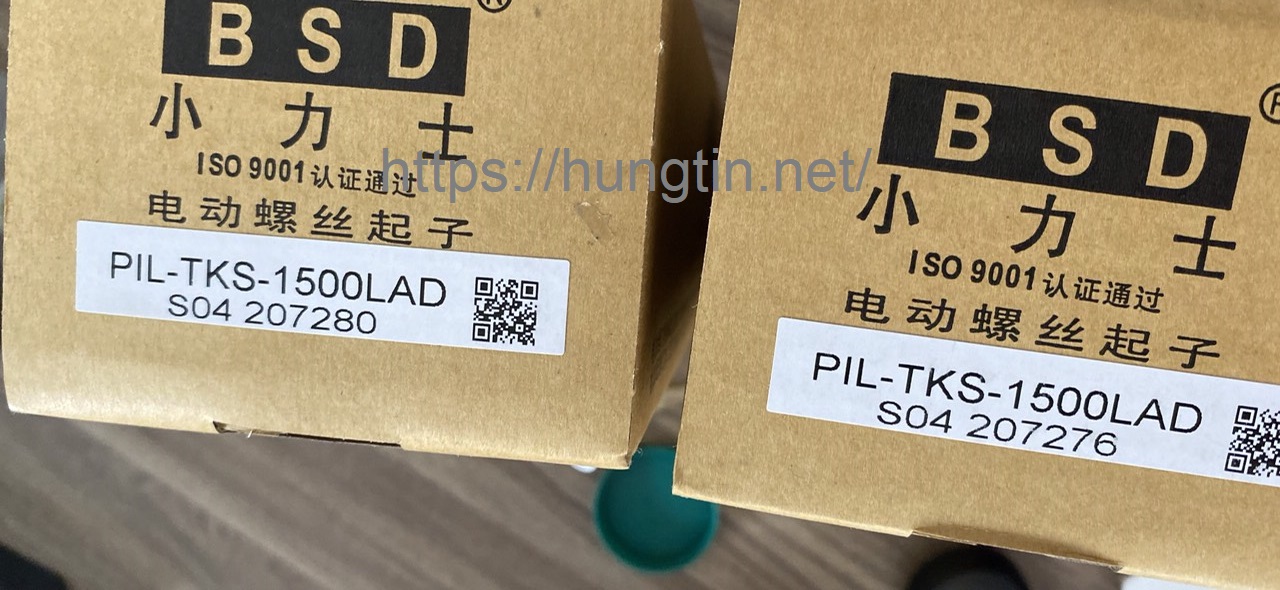 BSD®
小力士
ISO 9001认证通过
电动螺丝起子
PIL-TKS-1500LAD
S04 207280
https://hungtin.net/
BSD®
小力士
ISO 9001认证通过
电动螺丝起子
PIL-TKS-1500LAD
S04 207276